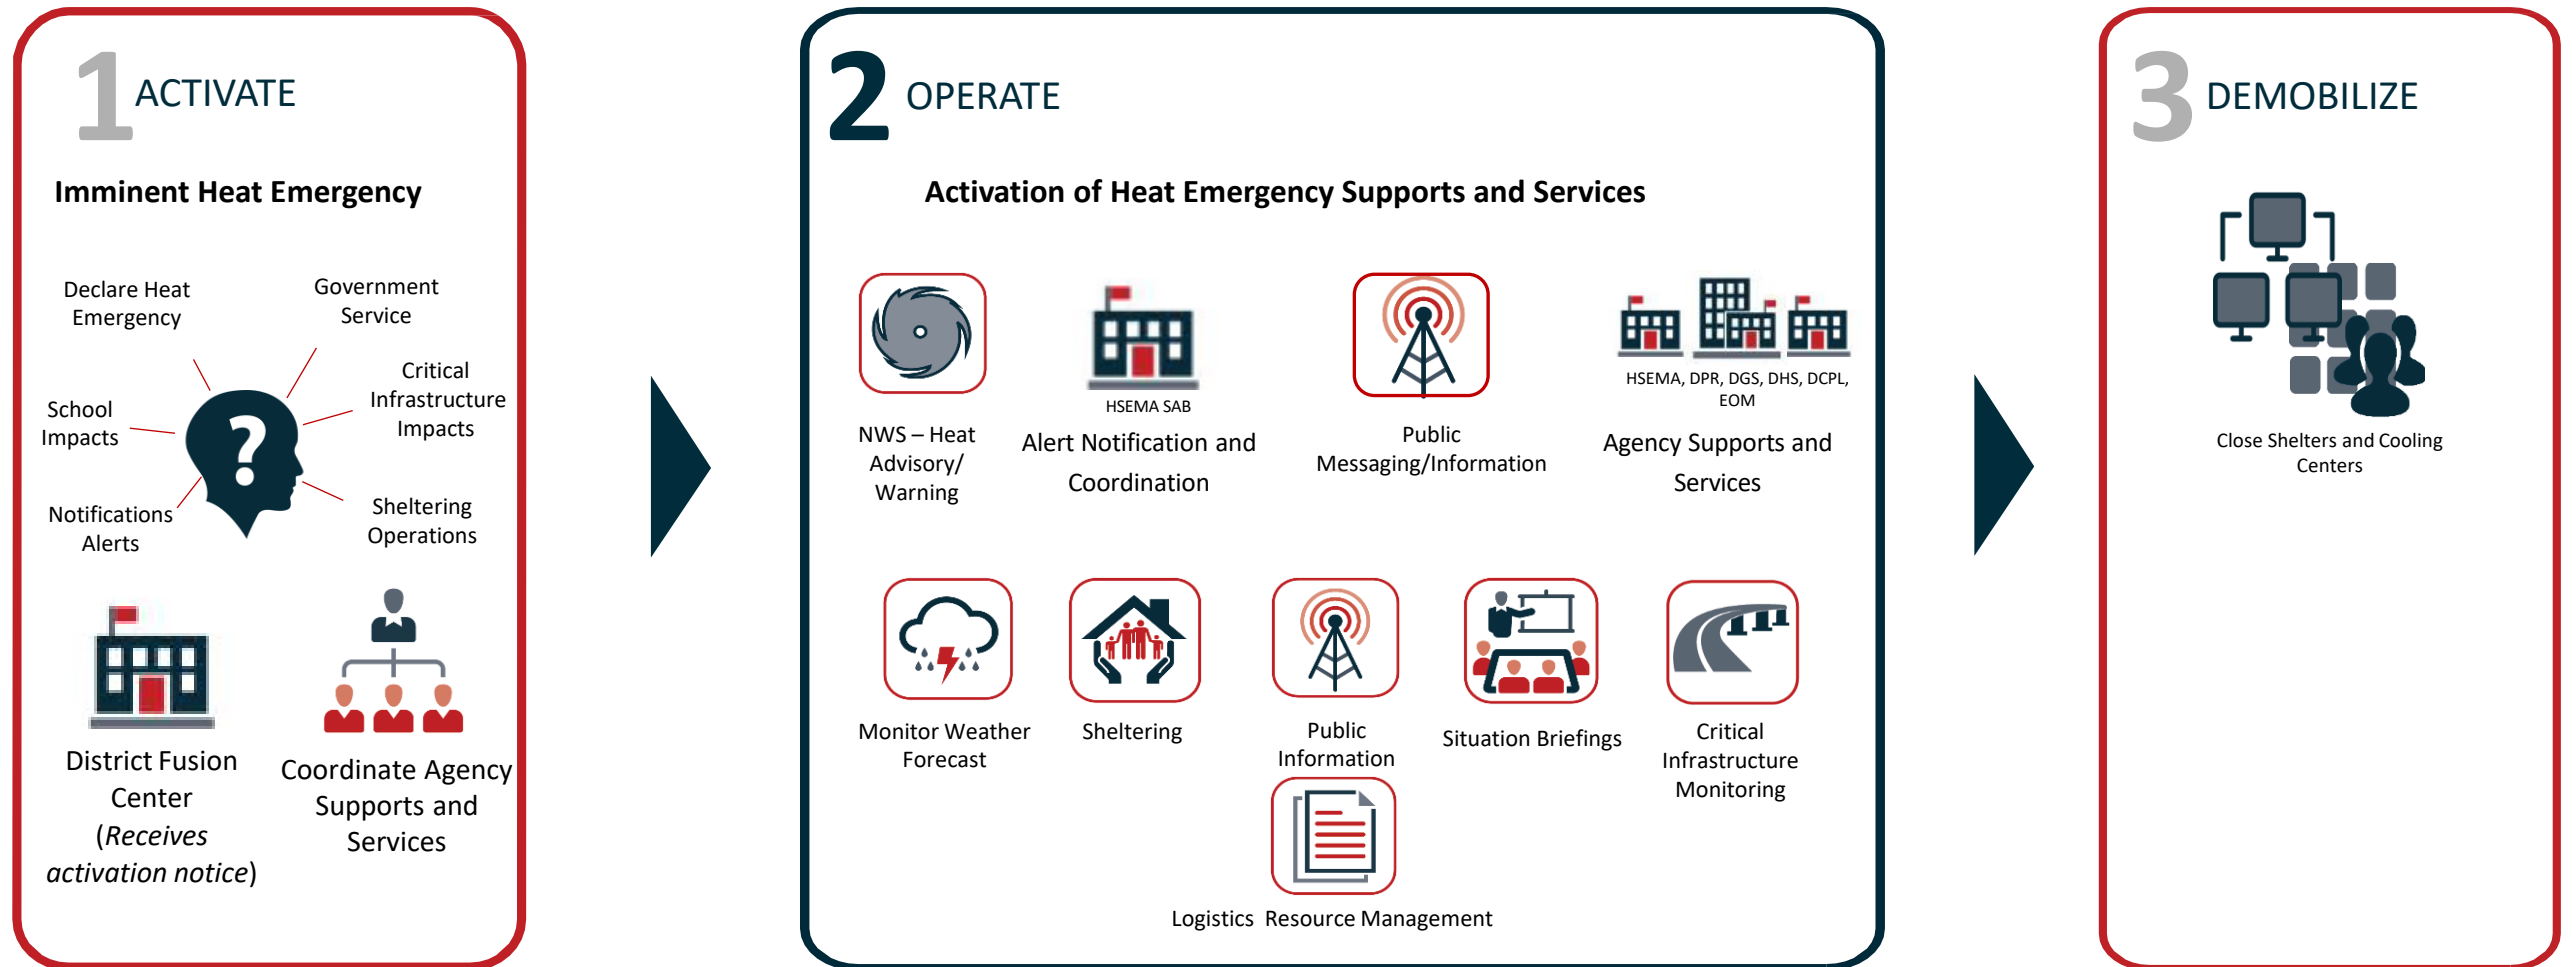 1 ACTIVATE
Imminent Heat Emergency
Declare Heat
Emergency
Government
Service
School
Impacts
Critical
Infrastructure
Impacts
?
Notifications
Alerts
Sheltering
Operations
District Fusion
Center
(Receives
activation notice)
Coordinate Agency
Supports and
Services
2 OPERATE
Activation of Heat Emergency Supports and Services
NWS – Heat
Advisory/
Warning
HSEMA SAB
Alert Notification and
Coordination
Public
Messaging/Information
HSEMA, DPR, DGS, DHS, DCPL,
EOM
Agency Supports and
Services
Monitor Weather
Forecast
Sheltering
Public
Information
Situation Briefings
Critical
Infrastructure
Monitoring
Logistics Resource Management
3 DEMOBILIZE
Close Shelters and Cooling
Centers